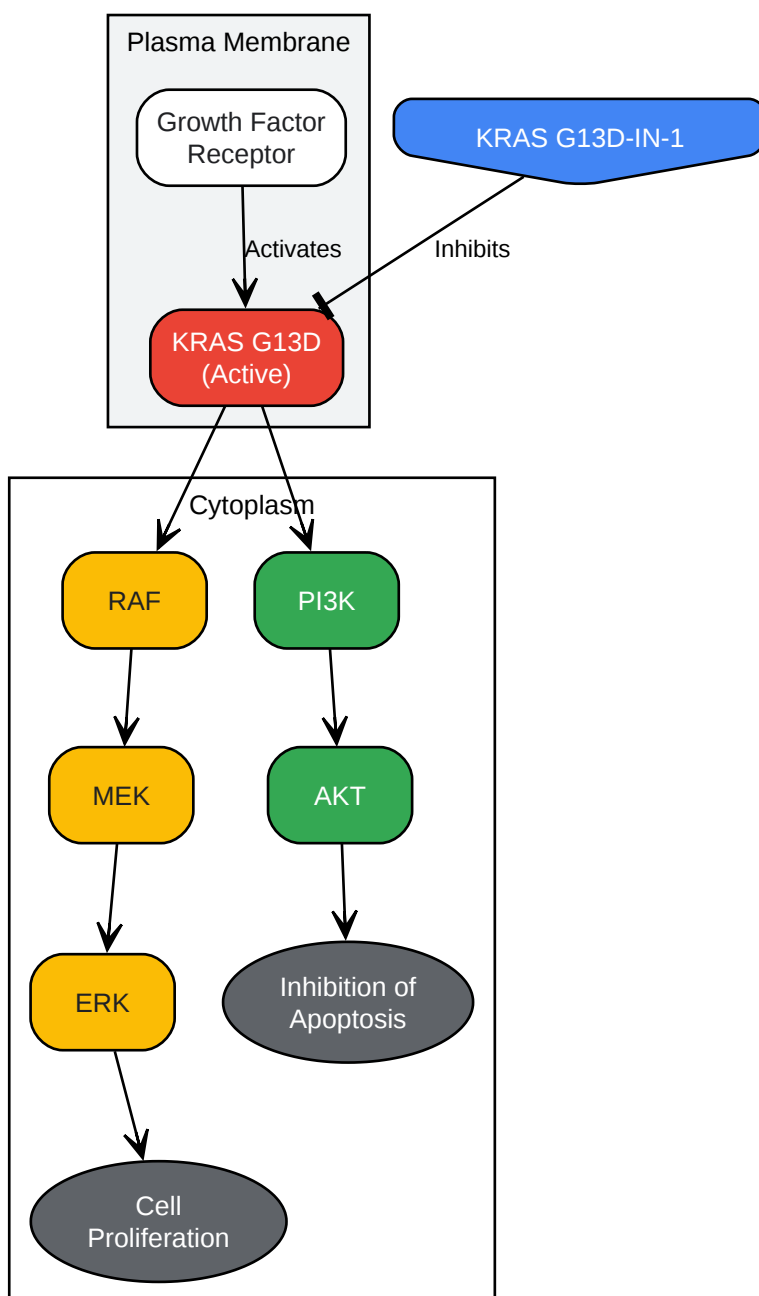 Plasma Membrane
Growth Factor
Receptor
KRAS G13D-IN-1
Activates
Inhibits
KRAS G13D
(Active)
Cytoplasm
RAF
PI3K
MEK
AKT
ERK
Inhibition of
Apoptosis
Cell
Proliferation